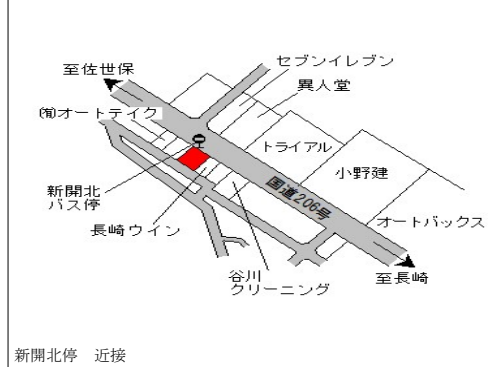 セブンイレブン
至佐世保
異人堂
㈲オートテイク
トライアル
小野建
国道206号
新開北
バス停
長崎ウイン
オートバックス
谷川
クリーニング
至長崎
新開北停　近接